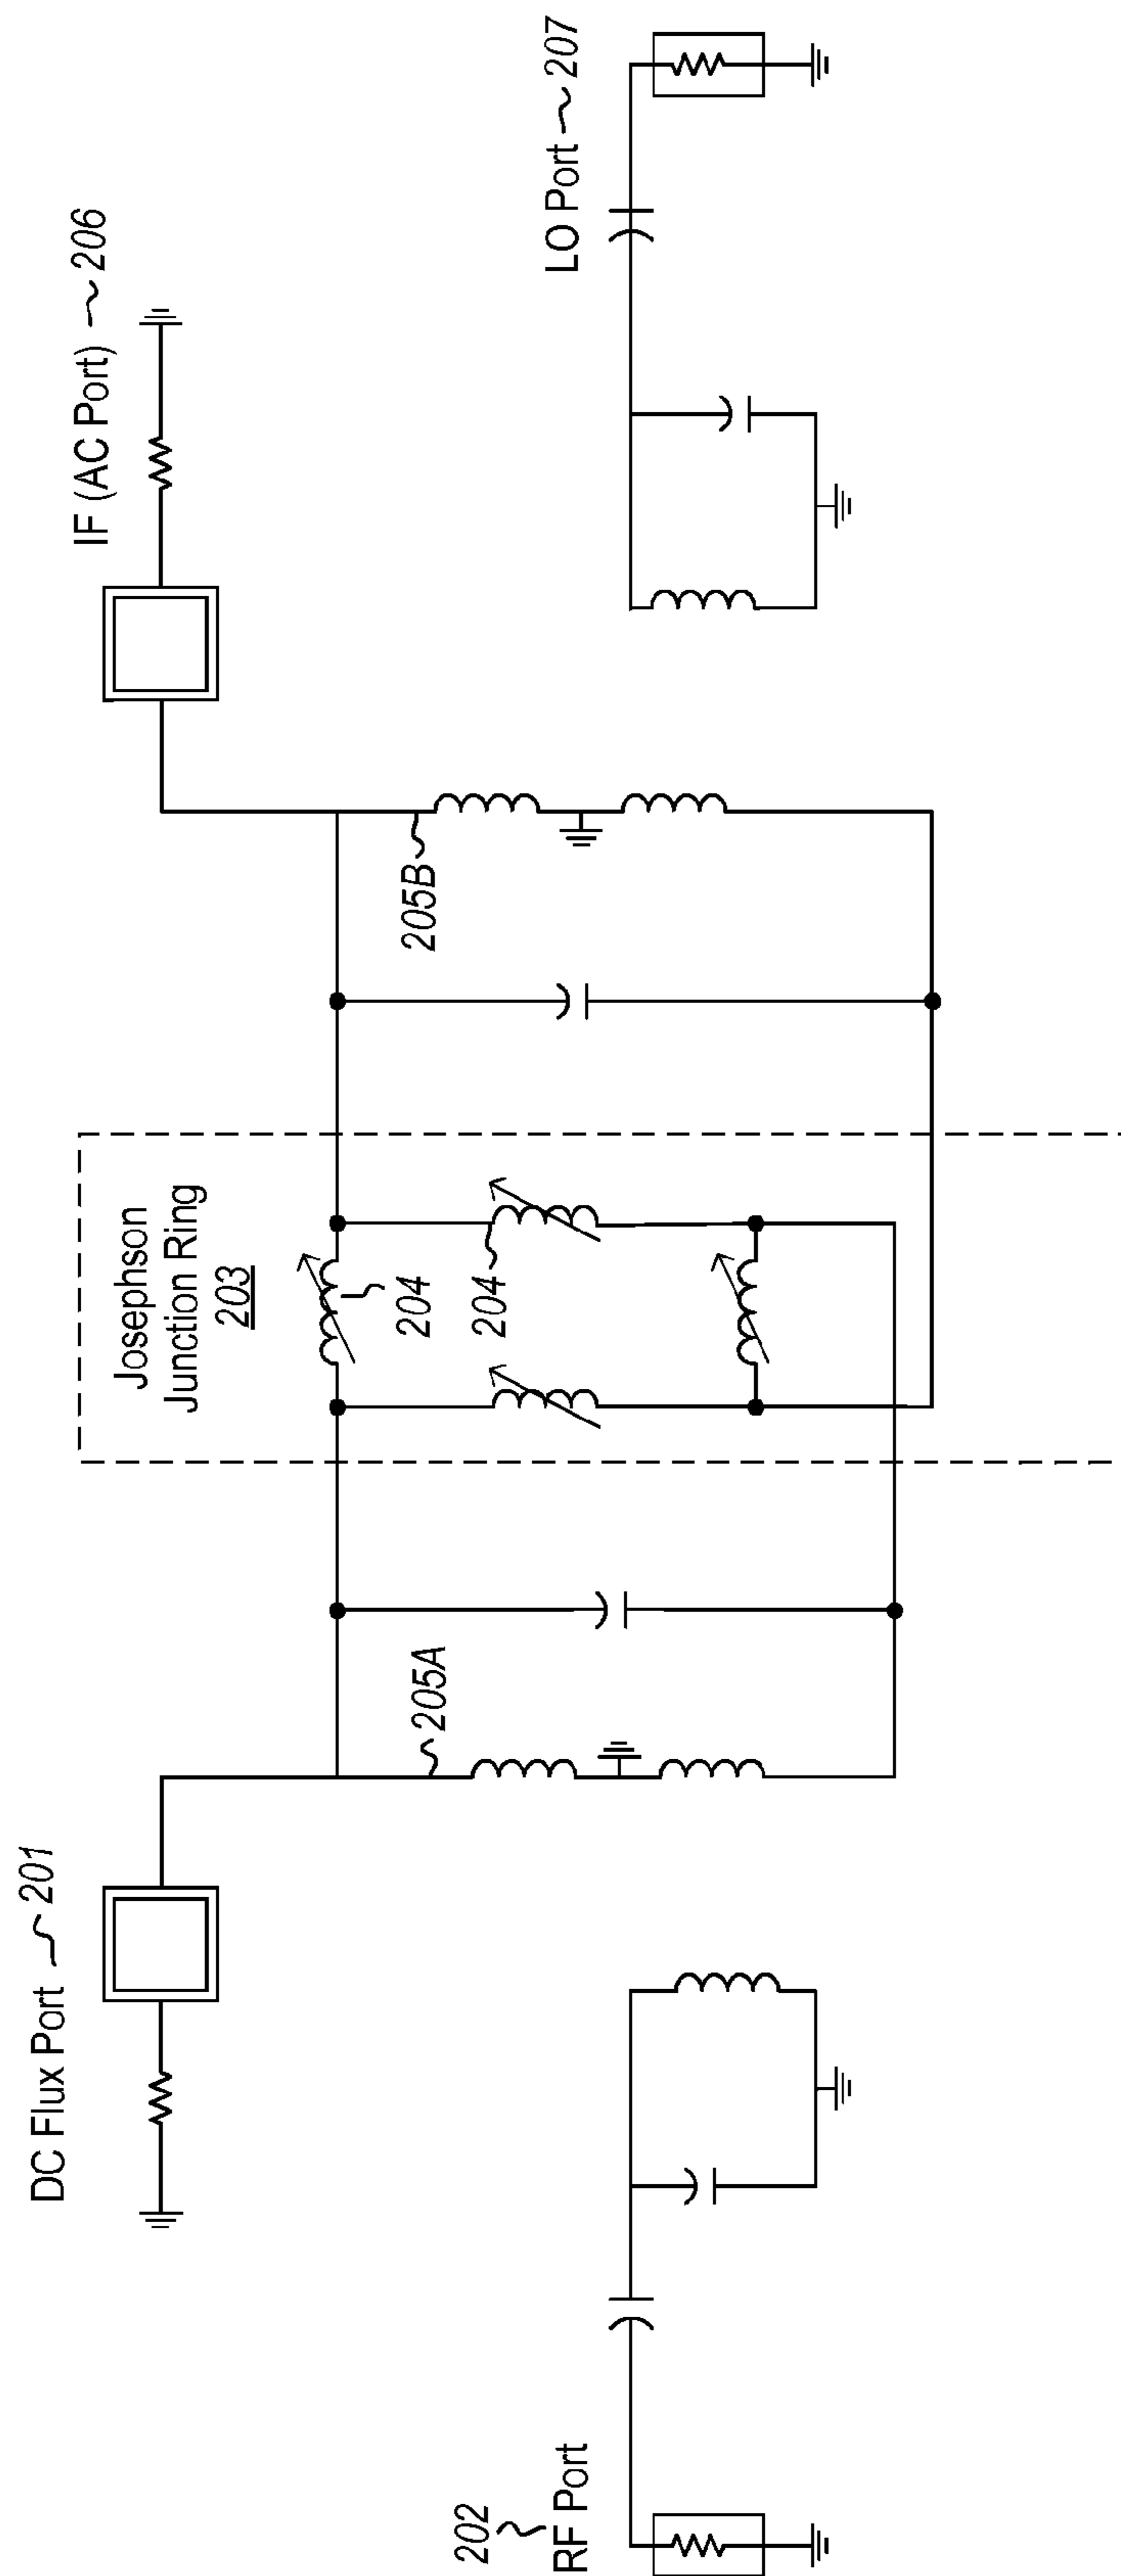 DC Flux Port 201
IF (AC Port) 206
Josephson
Junction Ring
203
204
204
205A
205B
202
RF Port
LO Port 207